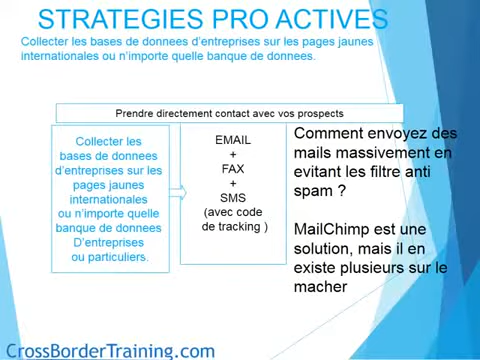 STRATEGIES PRO ACTIVES
Collecter les bases de donnees d’entreprises sur les pages jaunes
internationales ou n’importe quelle banque de donnees.
Prendre directement contact avec vos prospects
Collecter les
bases de donnees
d’entreprises sur les
pages jaunes
internationales
ou n’importe quelle
banque de donnees
D’entreprises
ou particuliers.
EMAIL
+
FAX
+
SMS
(avec code
de tracking )
Comment envoyez des
mails massivement en
evitant les filtre anti
spam ?
MailChimp est une
solution, mais il en
existe plusieurs sur le
macher
CrossBorderTraining.com